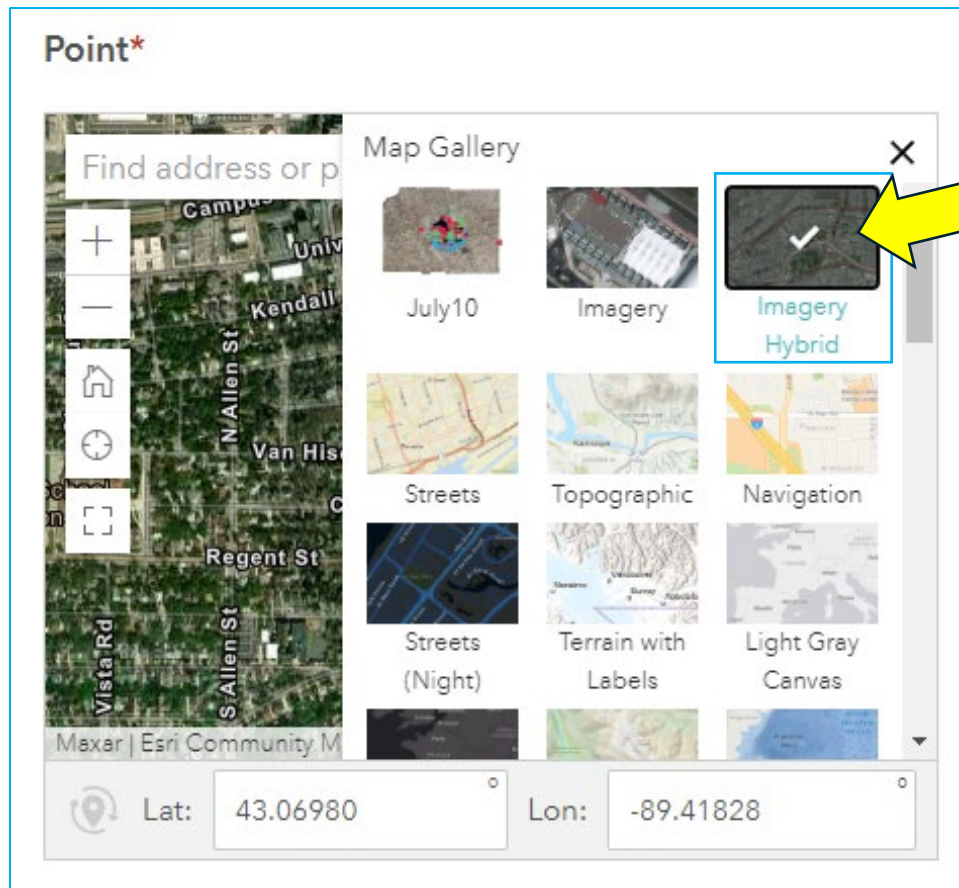 Point*
Find address or p
Map Gallery
Campus
Univ
Kendall
N Allen St
Van Hise
Regent St
S Allen St
Vista Rd
July10
Imagery
Imagery
Hybrid
Streets
Topographic
Navigation
Streets
(Night)
Terrain with
Labels
Light Gray
Canvas
Maxar | Esri Community M
Lat:
43.06980
°
Lon:
-89.41828
°